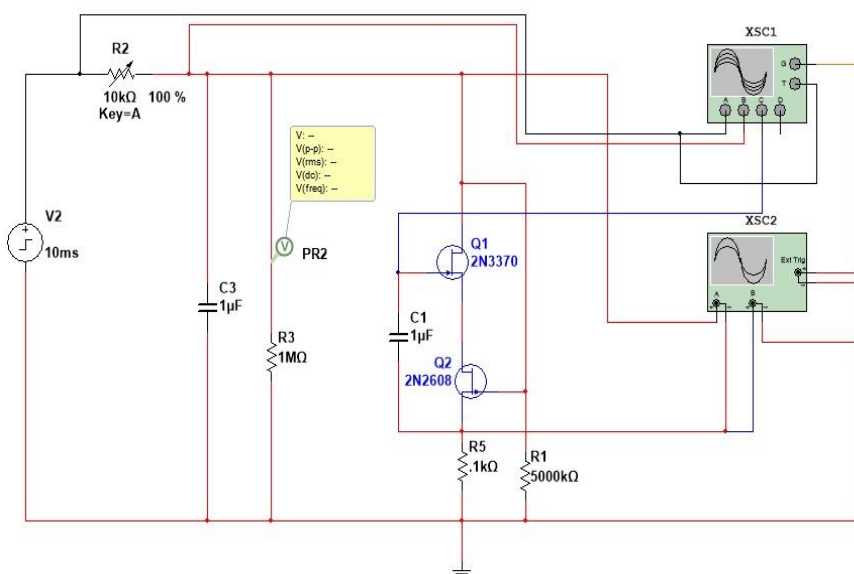 XSC1
R2
10kΩ 100 %
Key=A
G
T
A B C D
V: --
V(p-p): --
V(rms): --
V(dc): --
V(freq): --
V2
10ms
V
PR2
XSC2
Ext Trig
A B
Q1
2N3370
C3
1µF
C1
1µF
R3
1MΩ
Q2
2N2608
R5
.1kΩ
R1
5000kΩ